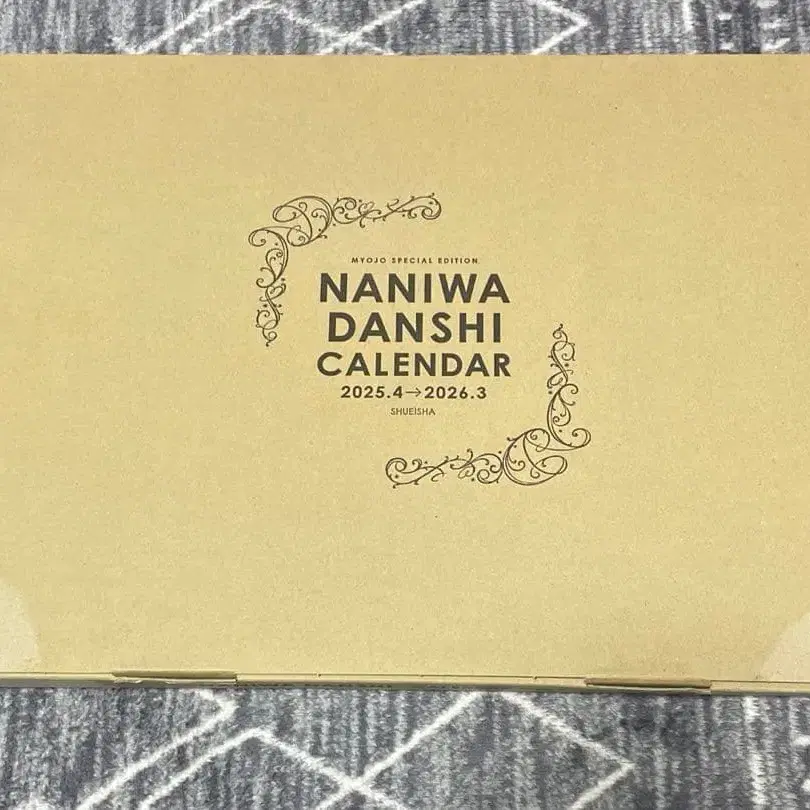 MYOJO SPECIAL EDITION
NANIWA
DANSHI
CALENDAR
2025.4→2026.3
SHUEISHA